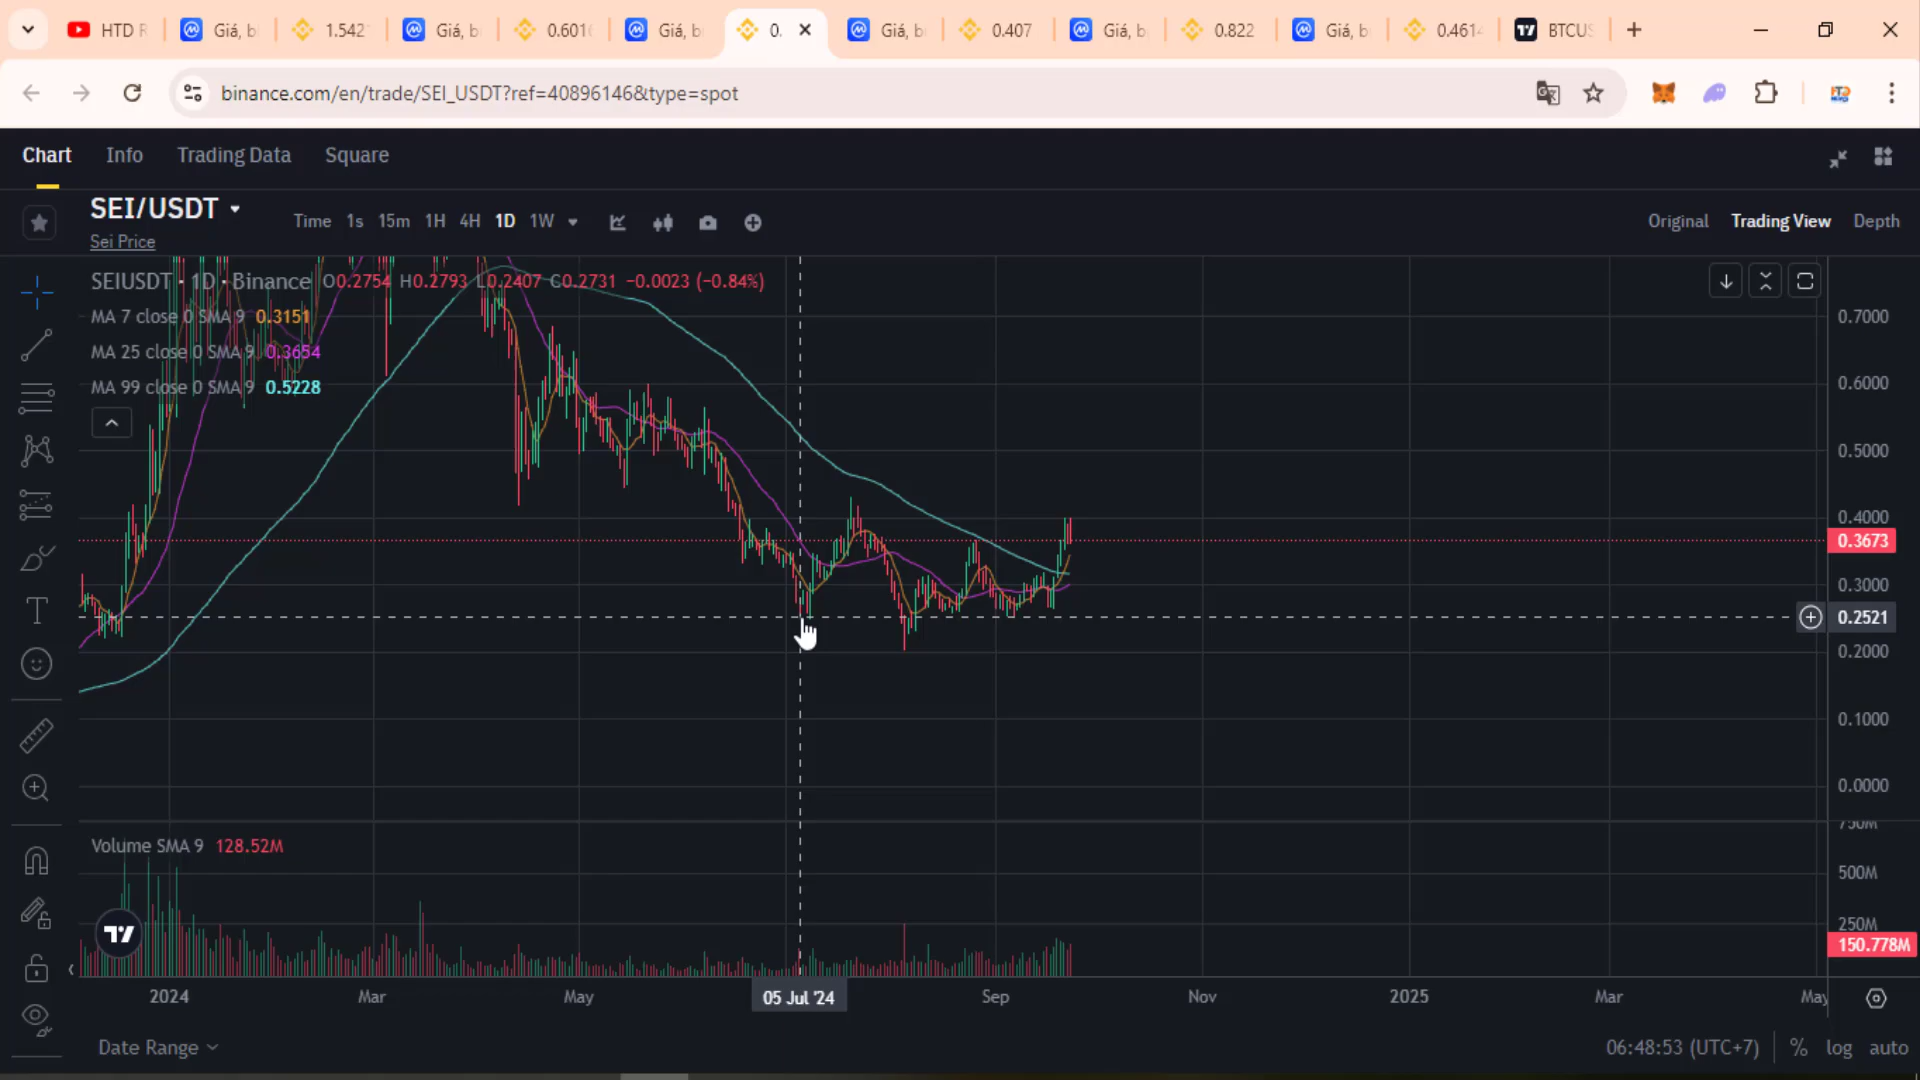 HTD R
Giá, b
1.542
Giá, b
0.601
Giá, b
0.
Giá, b
0.407
Giá, b
0.822
Giá, b
0.461
BTCUS
binance.com/en/trade/SEI_USDT?ref=40896146&type=spot
Chart Info Trading Data Square
SEI/USDT
Sei Price
Time 1s 15m 1H 4H 1D 1W
Original Trading View Depth
SEIUSDT · 1D · Binance O0.2754 H0.2793 L0.2407 C0.2731 −0.0023 (−0.84%)
MA 7 close 0 SMA 9 0.3151
MA 25 close 0 SMA 9 0.3654
MA 99 close 0 SMA 9 0.5228
0.7000
0.6000
0.5000
0.4000
0.3673
0.3000
0.2521
0.2000
0.1000
0.0000
Volume SMA 9 128.52M
750M
500M
250M
150.778M
2024 Mar May 05 Jul '24 Sep Nov 2025 Mar May
Date Range
06:48:53 (UTC+7) % log auto